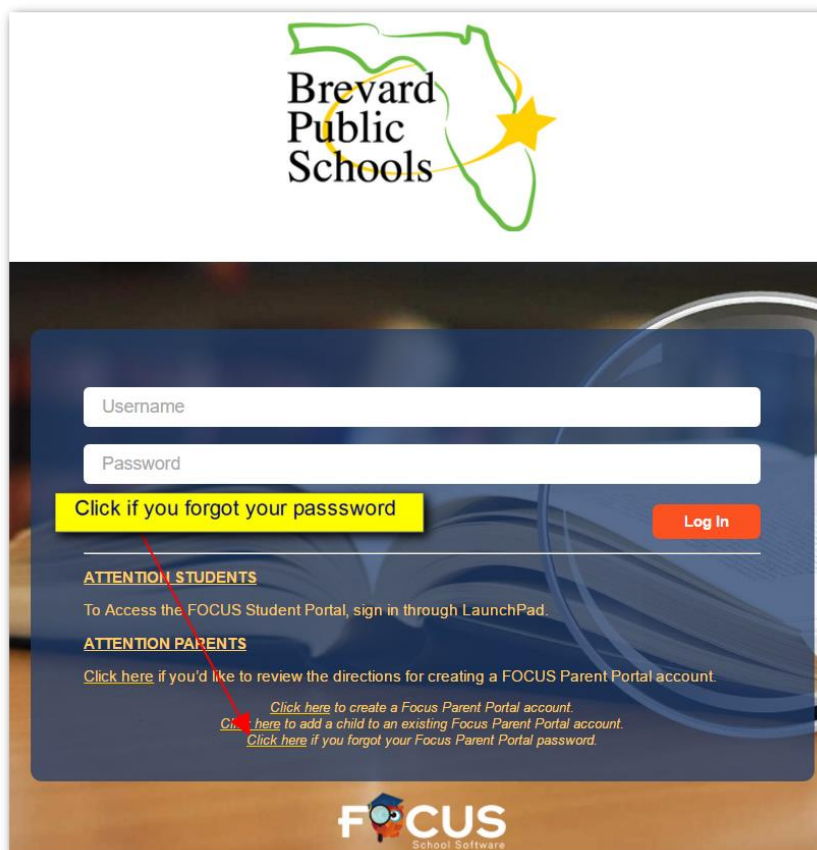 Brevard
Public
Schools
Username
Password
Click if you forgot your passsword
Log In
ATTENTION STUDENTS
To Access the FOCUS Student Portal, sign in through LaunchPad.
ATTENTION PARENTS
Click here if you'd like to review the directions for creating a FOCUS Parent Portal account.
Click here to create a Focus Parent Portal account.
Click here to add a child to an existing Focus Parent Portal account.
Click here if you forgot your Focus Parent Portal password.
FOCUS
School Software